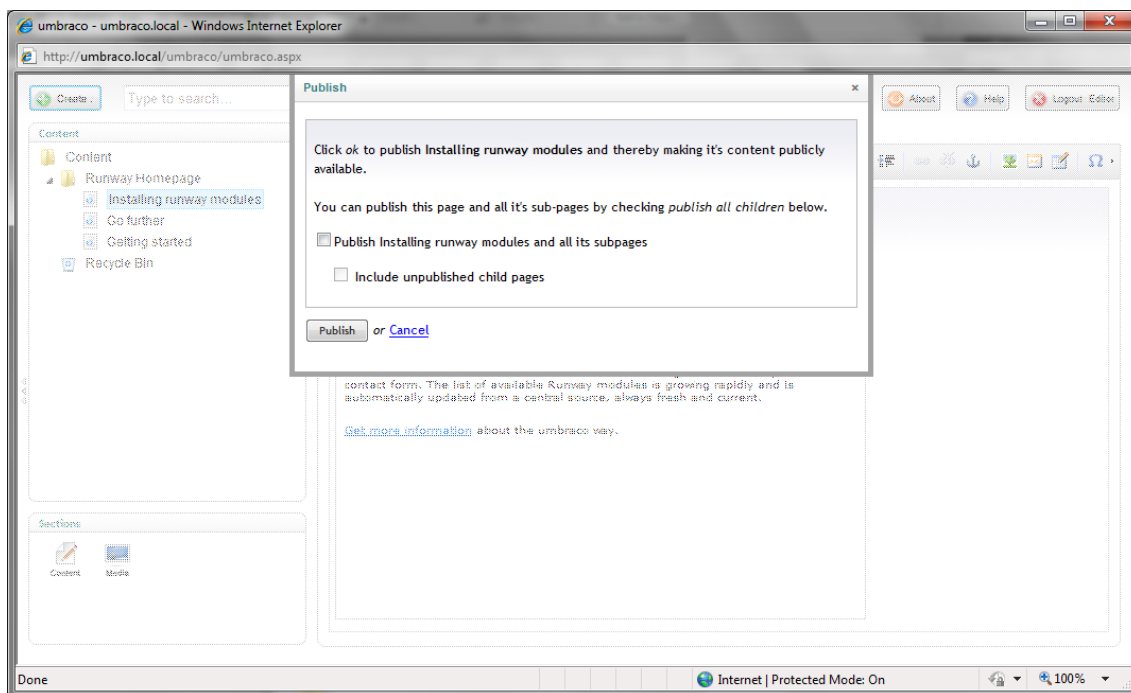 umbraco - umbraco.local - Windows Internet Explorer
http://umbraco.local/umbraco/umbraco.aspx
Create .
Type to search...
About
Help
Logout Editor
Content
Content
Runway Homepage
Installing runway modules
Go further
Getting started
Recycle Bin
Publish
x
Click ok to publish Installing runway modules and thereby making it's content publicly
available.
You can publish this page and all it's sub-pages by checking publish all children below.
Publish Installing runway modules and all its subpages
Include unpublished child pages
Publish or Cancel
contact form. The list of available Runway modules is growing rapidly and is
automatically updated from a central source, always fresh and current.
Get more information about the umbraco way.
Sections
Content
Media
Done
Internet | Protected Mode: On
100%